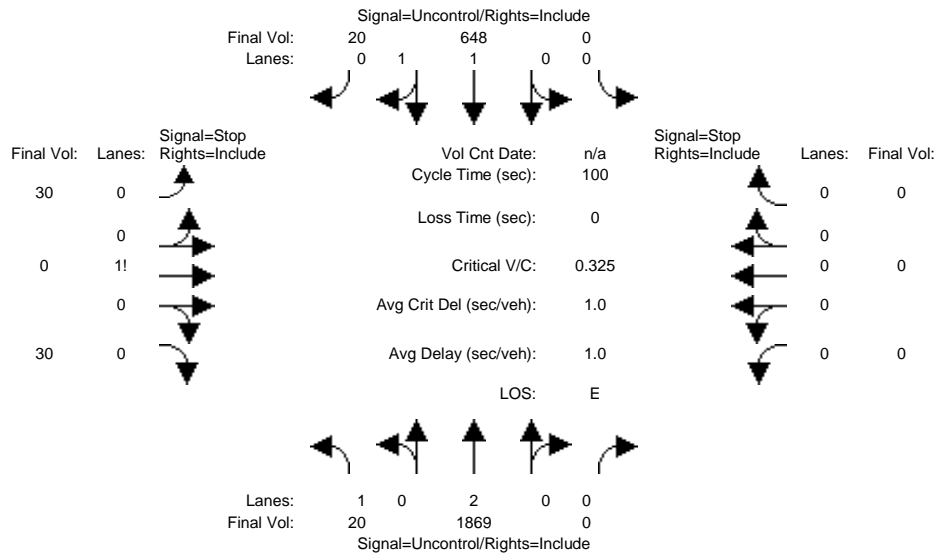 Signal=Uncontrol/Rights=Include
Final Vol: 20 648 0
Lanes: 0 1 1 0 0
Signal=Stop Signal=Stop
Final Vol: Lanes: Rights=Include Vol Cnt Date: n/a Rights=Include Lanes: Final Vol:
Cycle Time (sec): 100
30 0 0 0
Loss Time (sec): 0
0 0
0 1! Critical V/C: 0.325 0 0
0 Avg Crit Del (sec/veh): 1.0 0
30 0 Avg Delay (sec/veh): 1.0 0 0
LOS: E
Lanes: 1 0 2 0 0
Final Vol: 20 1869 0
Signal=Uncontrol/Rights=Include